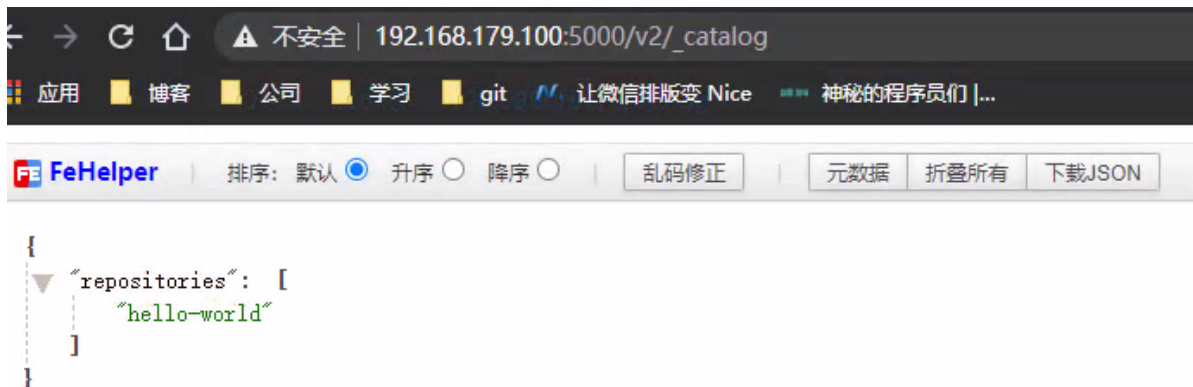 不安全 | 192.168.179.100:5000/v2/_catalog
应用 博客 公司 学习 git 让微信排版变 Nice 神秘的程序员们 |...
FeHelper 排序: 默认 升序 降序 乱码修正 元数据 折叠所有 下载JSON
{
"repositories": [
"hello-world"
]
}